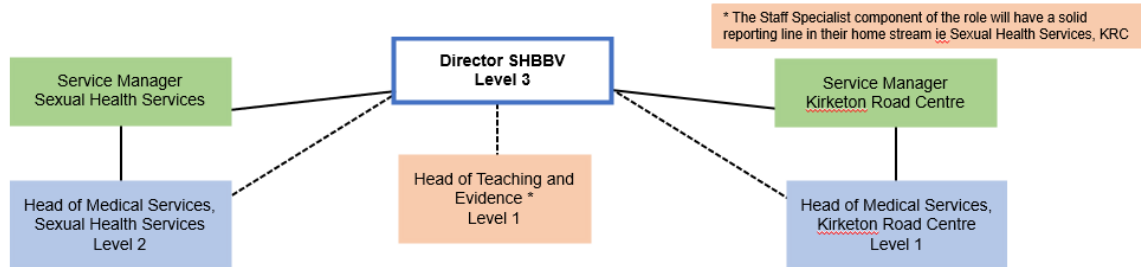 * The Staff Specialist component of the role will have a solid
reporting line in their home stream ie Sexual Health Services, KRC
Director SHBBV
Level 3
Service Manager
Sexual Health Services
Service Manager
Kirketon Road Centre
Head of Teaching and
Evidence *
Level 1
Head of Medical Services,
Sexual Health Services
Level 2
Head of Medical Services,
Kirketon Road Centre
Level 1